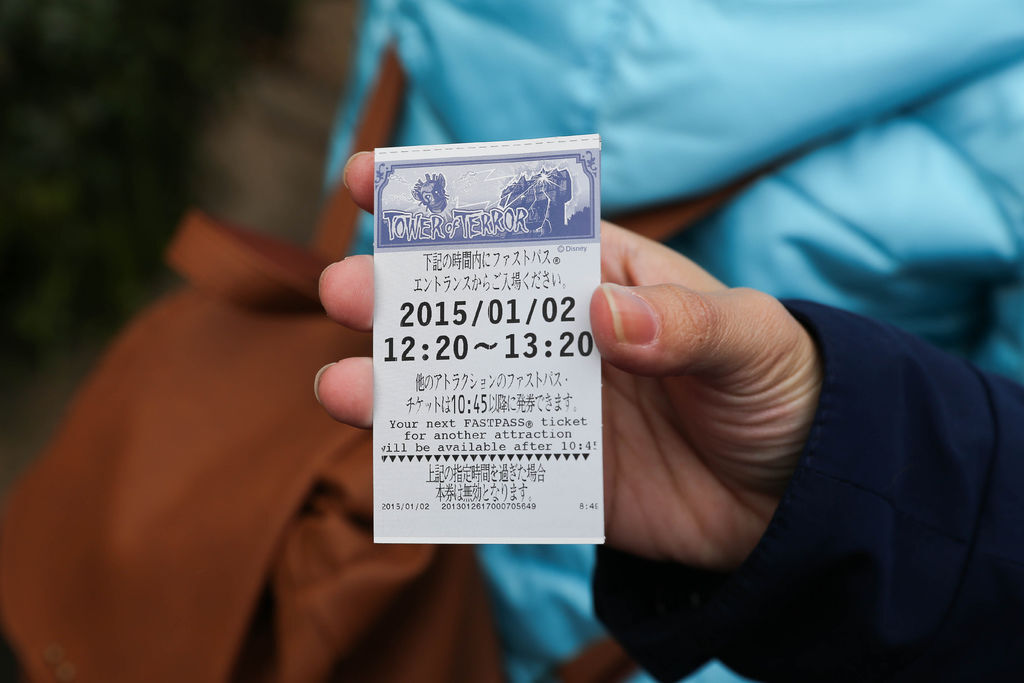 TOWER of TERROR
© Disney
下記の時間内にファストパス®
エントランスからご入場ください。
2015/01/02
12:20～13:20
他のアトラクションのファストパス・
チケットは10:45以降に発券できます。
Your next FASTPASS® ticket
for another attraction
will be available after 10:45
上記の指定時間を過ぎた場合
本券は無効となります。
2015/01/02 2013012617000705649 8:4